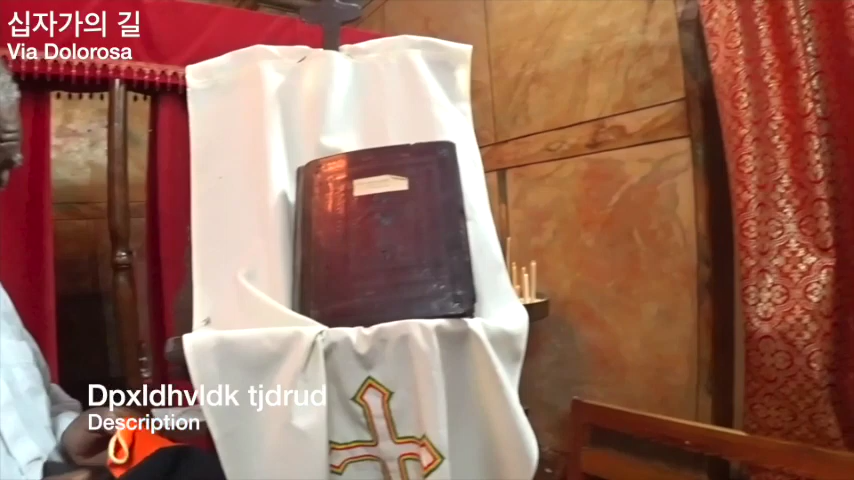 십자가의 길
Via Dolorosa
Dpxldhvldk tjdrud
Description